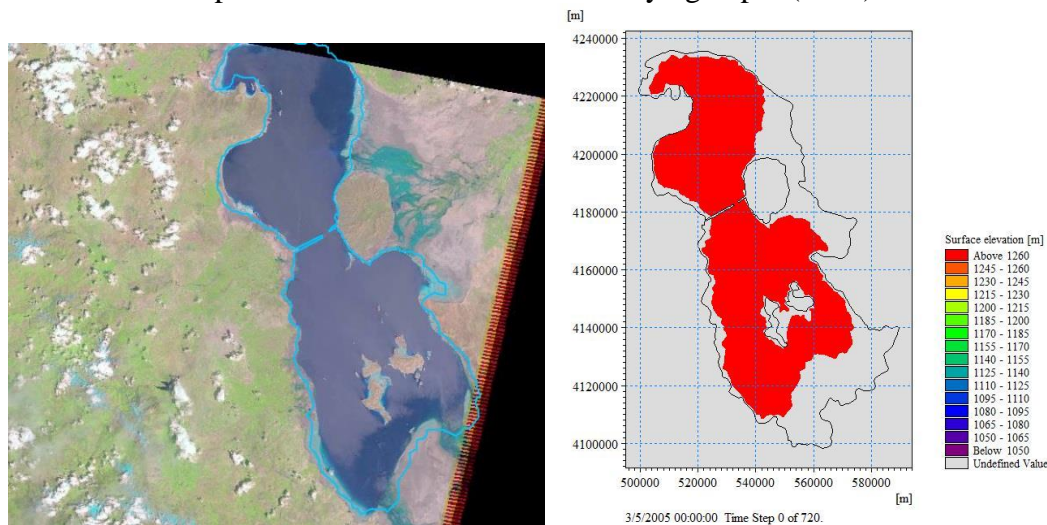 [m]
4240000
4220000
4200000
4180000
4160000
4140000
4120000
4100000
500000 520000 540000 560000 580000
[m]
3/5/2005 00:00:00 Time Step 0 of 720.
Surface elevation [m]
Above 1260
1245 - 1260
1230 - 1245
1215 - 1230
1200 - 1215
1185 - 1200
1170 - 1185
1155 - 1170
1140 - 1155
1125 - 1140
1110 - 1125
1095 - 1110
1080 - 1095
1065 - 1080
1050 - 1065
Below 1050
Undefined Value